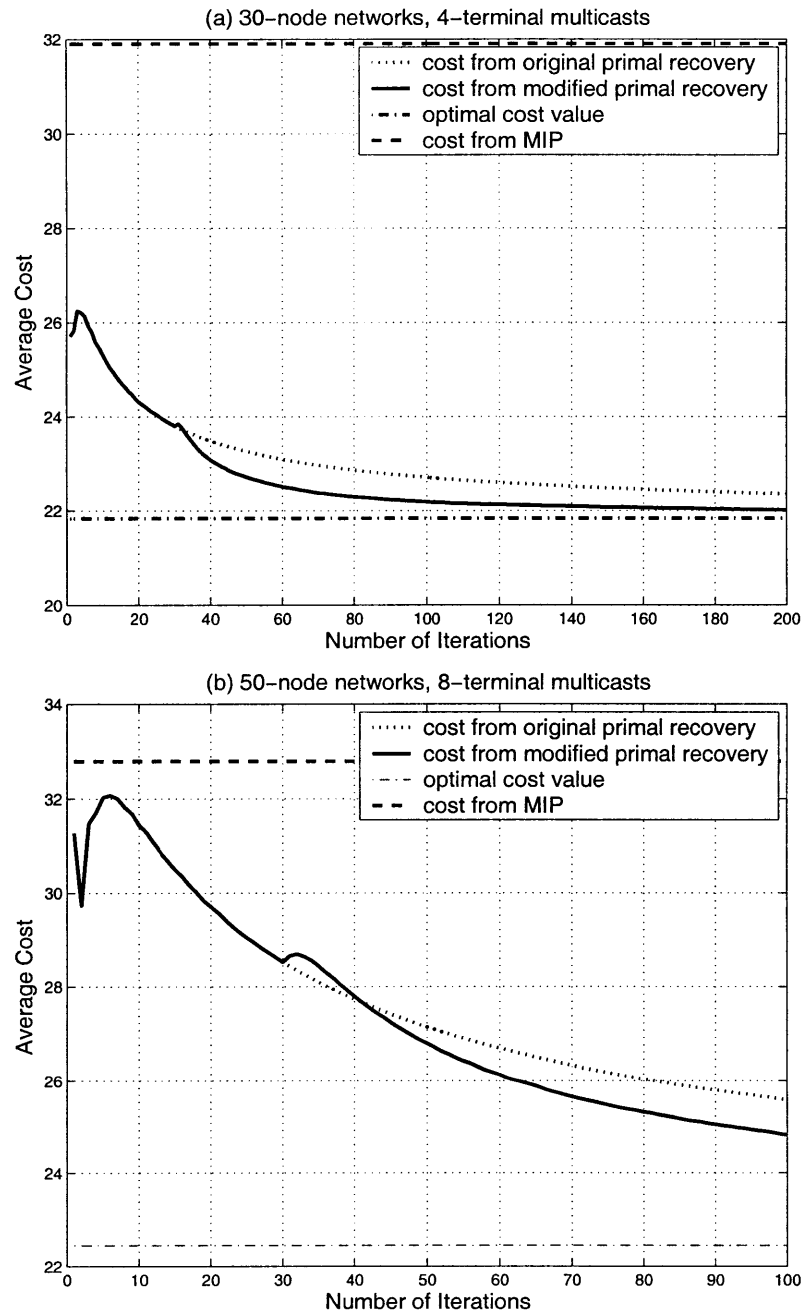 (a) 30−node networks, 4−terminal multicasts
32
30
28
26
24
22
20
Average Cost
cost from original primal recovery
cost from modified primal recovery
optimal cost value
cost from MIP
0 20 40 60 80 100 120 140 160 180 200
Number of Iterations
(b) 50−node networks, 8−terminal multicasts
34
32
30
28
26
24
22
Average Cost
cost from original primal recovery
cost from modified primal recovery
optimal cost value
cost from MIP
0 10 20 30 40 50 60 70 80 90 100
Number of Iterations